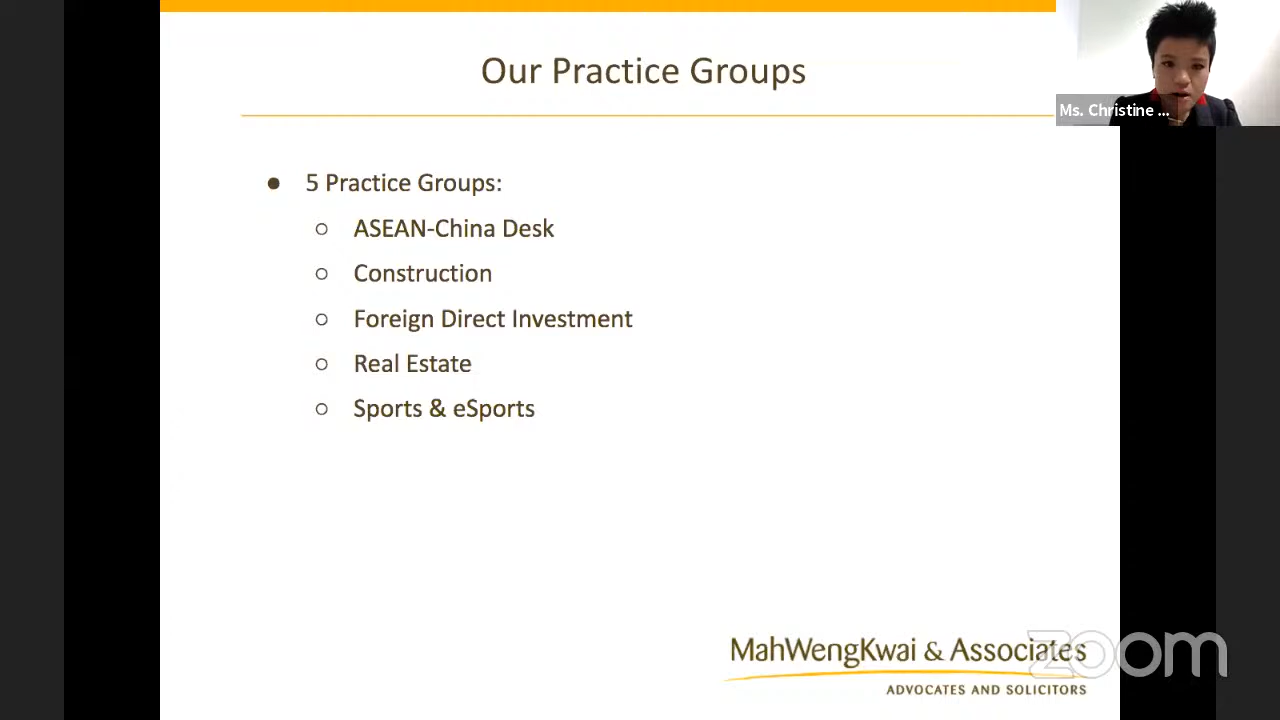 Our Practice Groups
Ms. Christine ...
● 5 Practice Groups:
○ ASEAN-China Desk
○ Construction
○ Foreign Direct Investment
○ Real Estate
○ Sports & eSports
MahWengKwai & Associates
ADVOCATES AND SOLICITORS
zoom